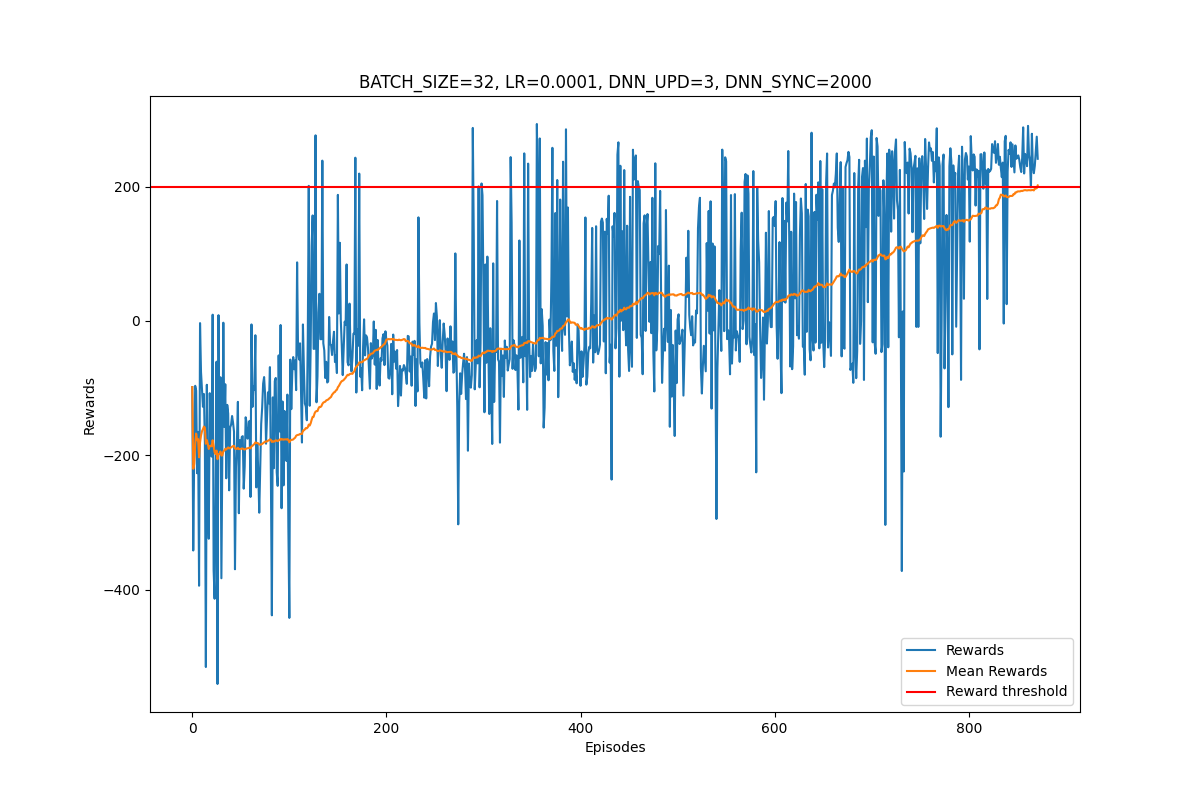 BATCH_SIZE=32, LR=0.0001, DNN_UPD=3, DNN_SYNC=2000
Rewards
200
0
−200
−400
Rewards
Mean Rewards
Reward threshold
0 200 400 600 800
Episodes